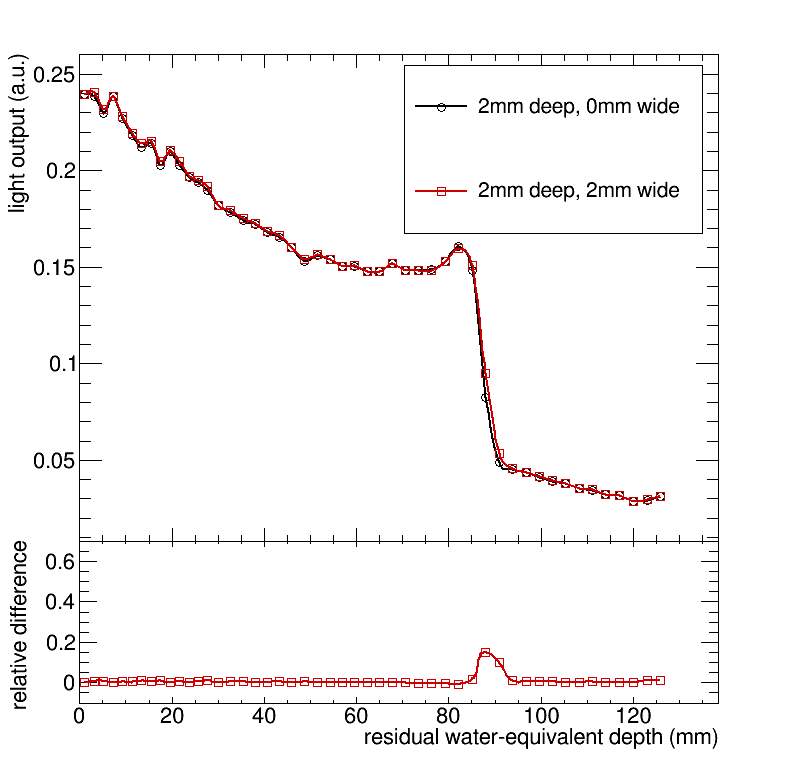 light output (a.u.)
0.25
0.2
0.15
0.1
0.05
2mm deep, 0mm wide
2mm deep, 2mm wide
relative difference
0.6
0.4
0.2
0
0 20 40 60 80 100 120
residual water-equivalent depth (mm)